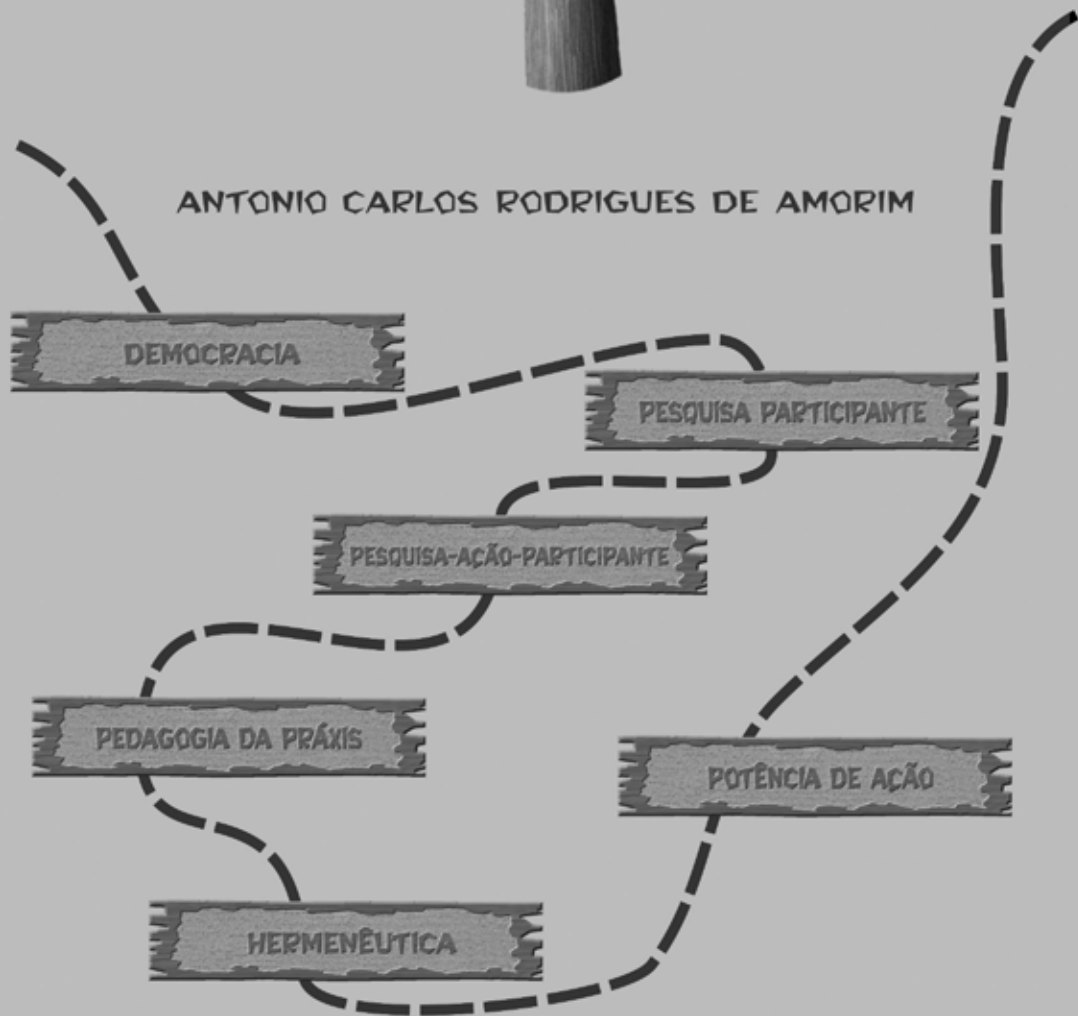 ANTONIO CARLOS RODRIGUES DE AMORIM
DEMOCRACIA
PESQUISA PARTICIPANTE
PESQUISA-AÇÃO-PARTICIPANTE
PEDAGOGIA DA PRÁXIS
POTÊNCIA DE AÇÃO
HERMENÊUTICA